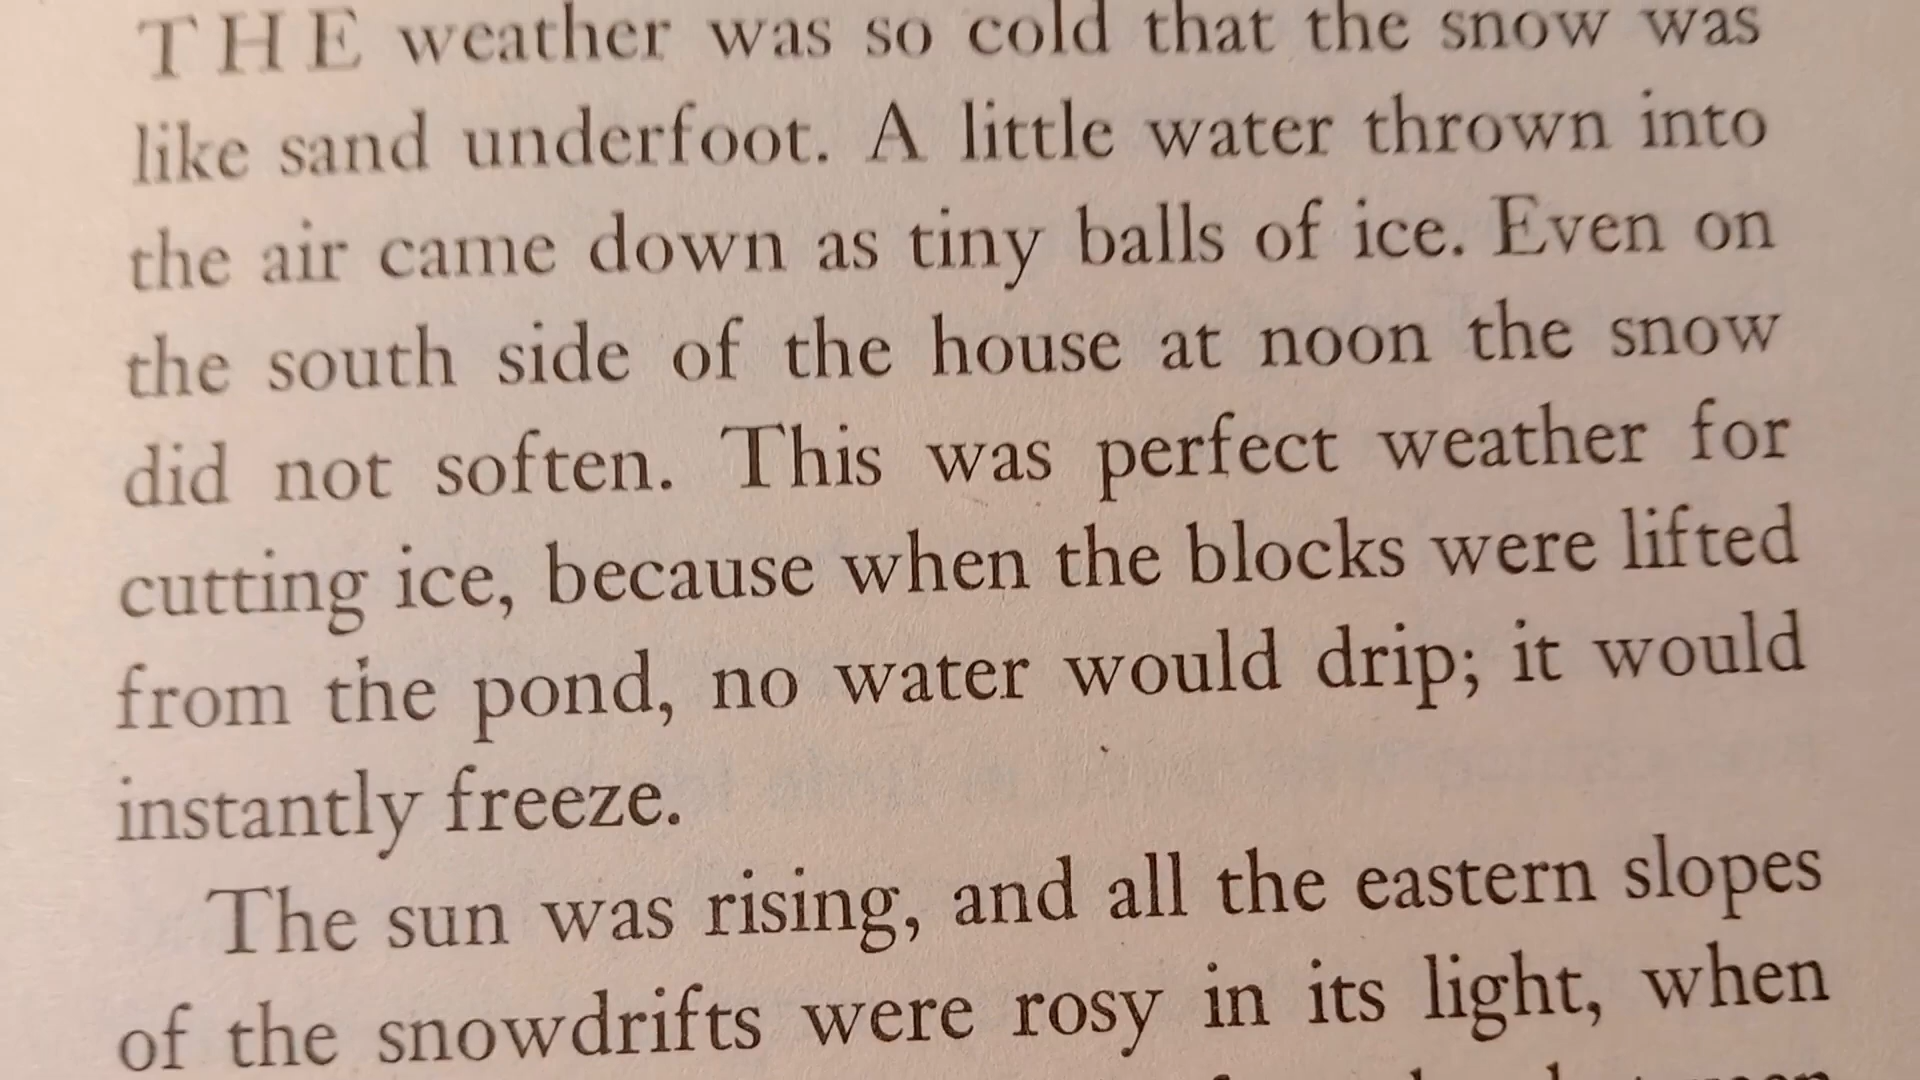 THE weather was so cold that the snow was
like sand underfoot. A little water thrown into
the air came down as tiny balls of ice. Even on
the south side of the house at noon the snow
did not soften. This was perfect weather for
cutting ice, because when the blocks were lifted
from the pond, no water would drip; it would
instantly freeze.
The sun was rising, and all the eastern slopes
of the snowdrifts were rosy in its light, when